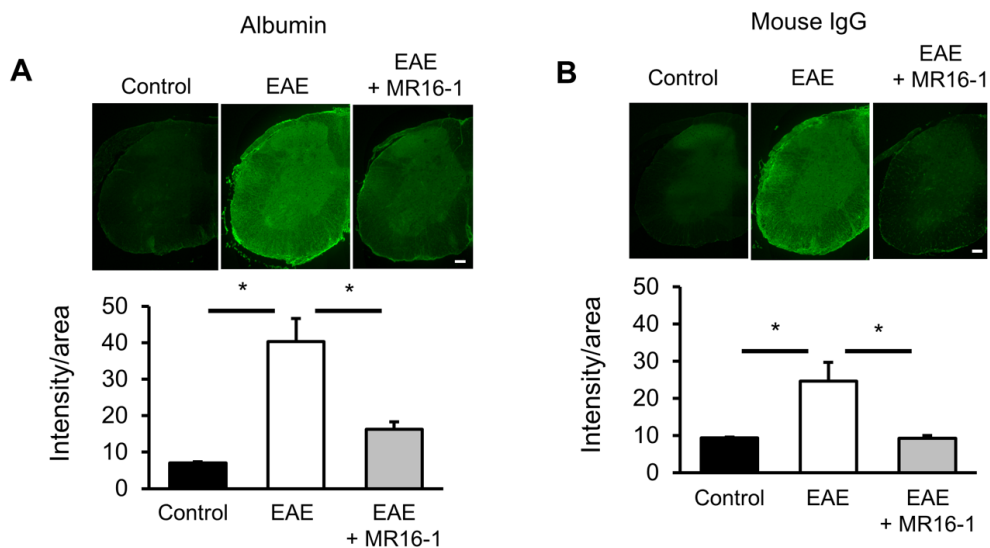 Albumin
A
Control
EAE
EAE
+ MR16-1
*
*
Intensity/area
50
40
30
20
10
0
Control
EAE
EAE
+ MR16-1
Mouse IgG
B
Control
EAE
EAE
+ MR16-1
*
*
Intensity/area
50
40
30
20
10
0
Control
EAE
EAE
+ MR16-1